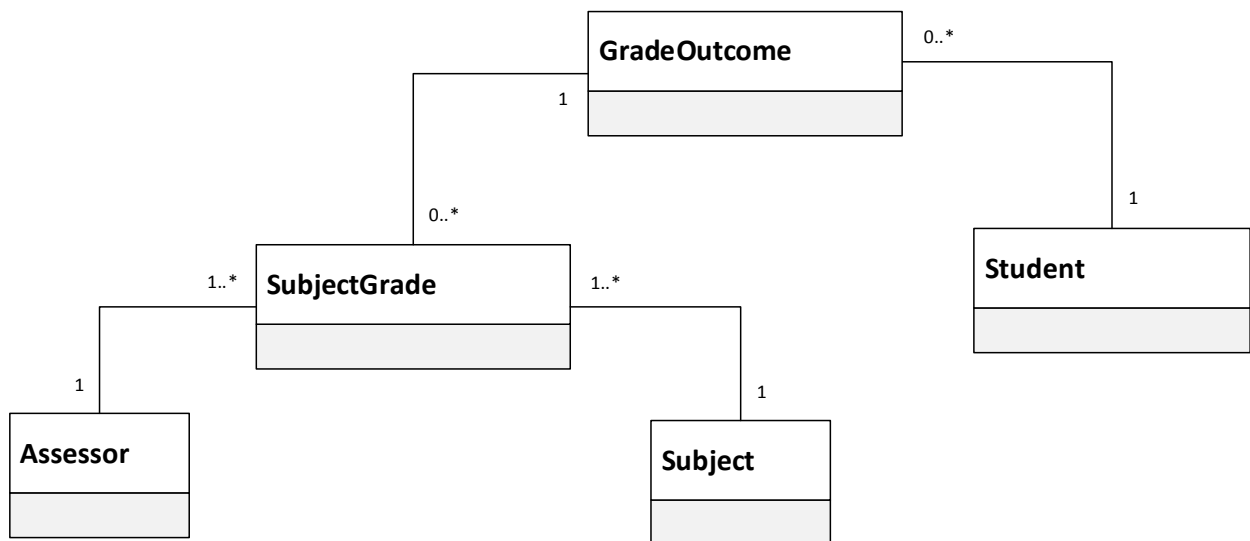 GradeOutcome
0..*
1
1
0..*
SubjectGrade
1..*
1..*
Student
1
1
Assessor
Subject